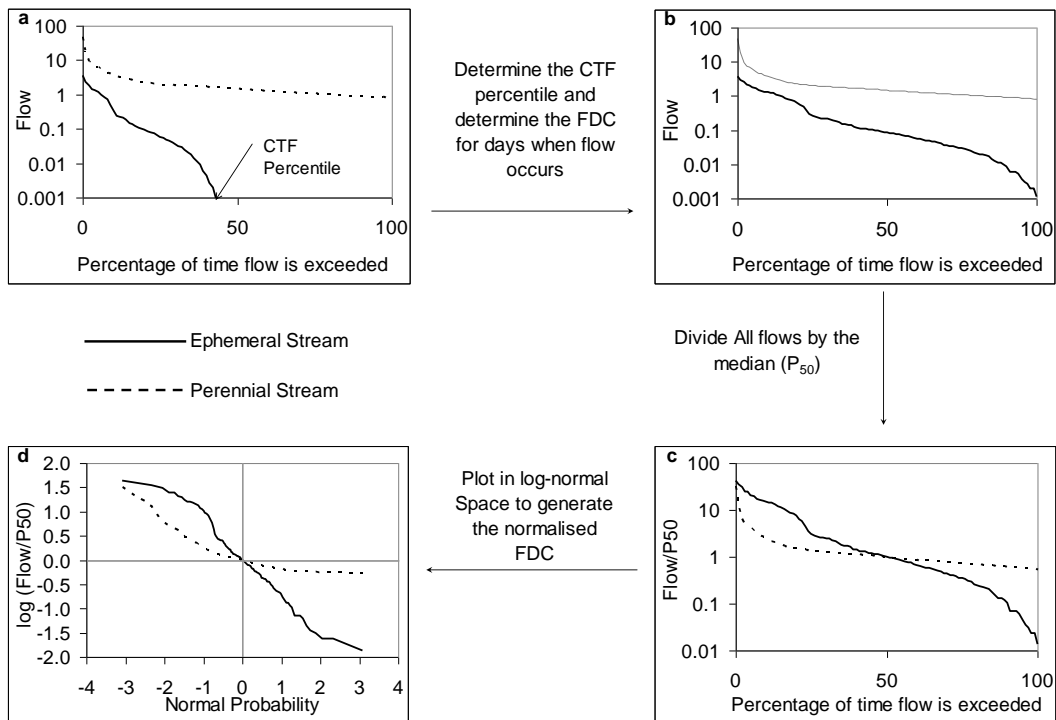 a
100
10
1
0.1
0.01
0.001
Flow
CTF
Percentile
0 50 100
Percentage of time flow is exceeded
Determine the CTF
percentile and
determine the FDC
for days when flow
occurs
b
100
10
1
0.1
0.01
0.001
Flow
0 50 100
Percentage of time flow is exceeded
Ephemeral Stream
Perennial Stream
Divide All flows by the
median (P50)
d
2.0
1.5
1.0
0.5
0.0
-0.5
-1.0
-1.5
-2.0
log (Flow/P50)
-4 -3 -2 -1 0 1 2 3 4
Normal Probability
Plot in log-normal
Space to generate
the normalised
FDC
c
100
10
1
0.1
0.01
Flow/P50
0 50 100
Percentage of time flow is exceeded